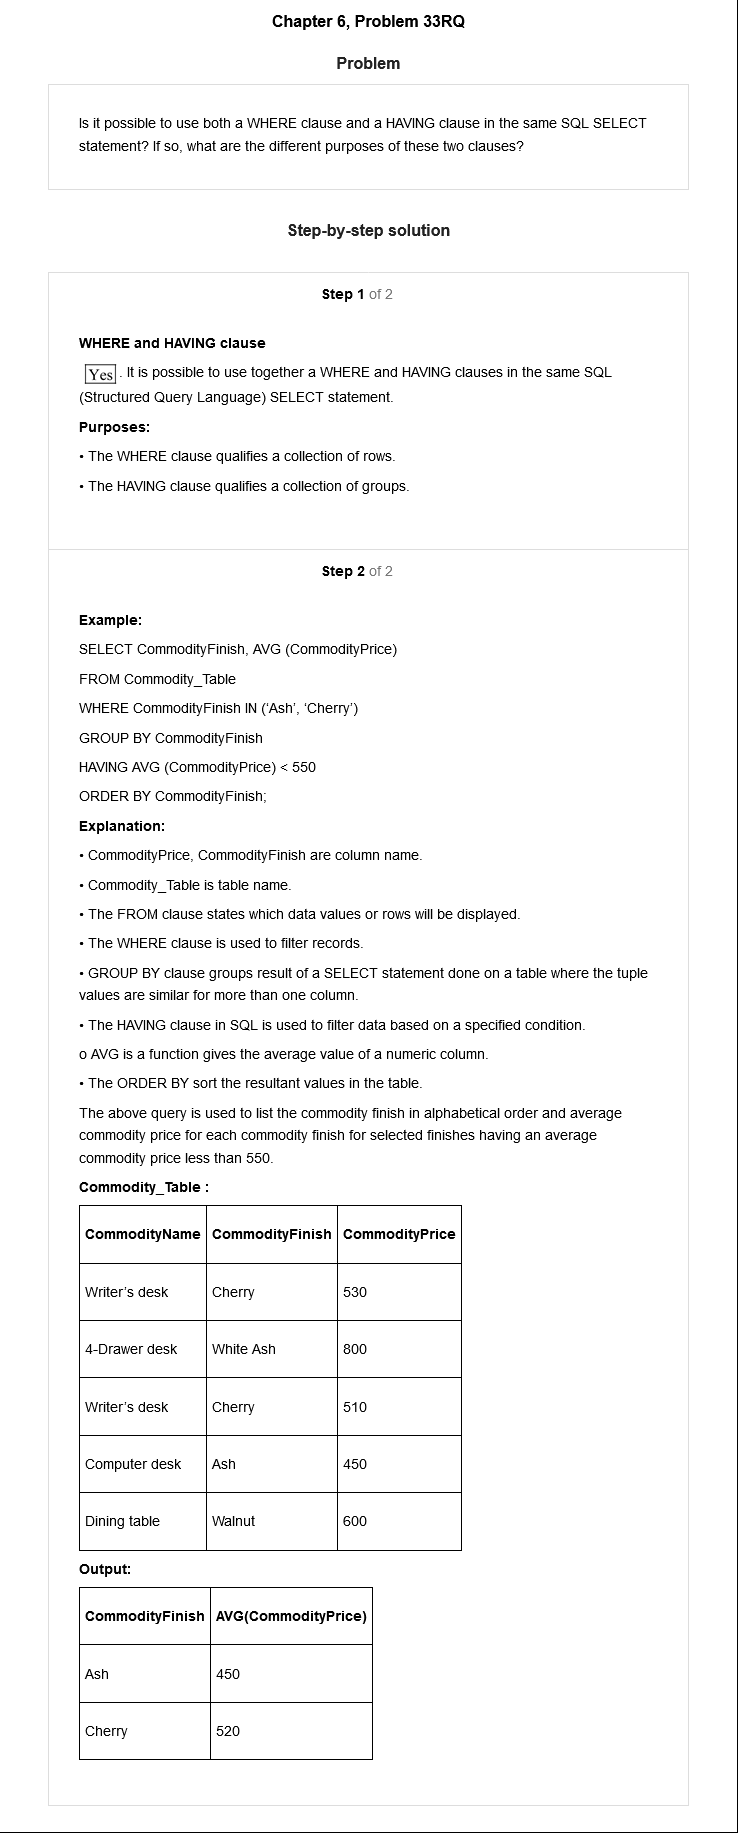 Chapter 6, Problem 33RQ
Problem
Is it possible to use both a WHERE clause and a HAVING clause in the same SQL SELECT
statement? If so, what are the different purposes of these two clauses?
Step-by-step solution
Step 1 of 2
WHERE and HAVING clause
Yes . It is possible to use together a WHERE and HAVING clauses in the same SQL
(Structured Query Language) SELECT statement.
Purposes:
• The WHERE clause qualifies a collection of rows.
• The HAVING clause qualifies a collection of groups.
Step 2 of 2
Example:
SELECT CommodityFinish, AVG (CommodityPrice)
FROM Commodity_Table
WHERE CommodityFinish IN (‘Ash’, ‘Cherry’)
GROUP BY CommodityFinish
HAVING AVG (CommodityPrice) < 550
ORDER BY CommodityFinish;
Explanation:
• CommodityPrice, CommodityFinish are column name.
• Commodity_Table is table name.
• The FROM clause states which data values or rows will be displayed.
• The WHERE clause is used to filter records.
• GROUP BY clause groups result of a SELECT statement done on a table where the tuple
values are similar for more than one column.
• The HAVING clause in SQL is used to filter data based on a specified condition.
o AVG is a function gives the average value of a numeric column.
• The ORDER BY sort the resultant values in the table.
The above query is used to list the commodity finish in alphabetical order and average
commodity price for each commodity finish for selected finishes having an average
commodity price less than 550.
Commodity_Table :
CommodityName CommodityFinish CommodityPrice
Writer’s desk Cherry 530
4-Drawer desk White Ash 800
Writer’s desk Cherry 510
Computer desk Ash 450
Dining table Walnut 600
Output:
CommodityFinish AVG(CommodityPrice)
Ash 450
Cherry 520